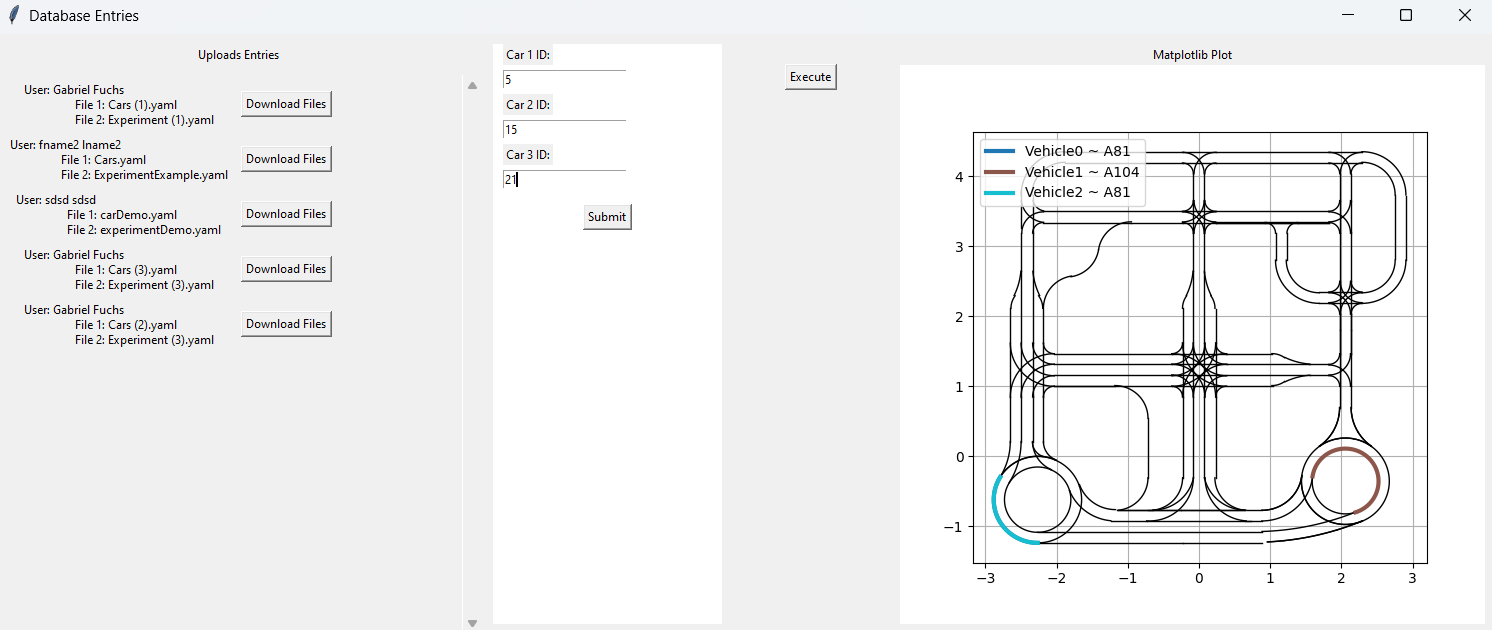 Database Entries
Uploads Entries
User: Gabriel Fuchs
File 1: Cars (1).yaml
File 2: Experiment (1).yaml
Download Files
User: fname2 lname2
File 1: Cars.yaml
File 2: ExperimentExample.yaml
Download Files
User: sdsd sdsd
File 1: carDemo.yaml
File 2: experimentDemo.yaml
Download Files
User: Gabriel Fuchs
File 1: Cars (3).yaml
File 2: Experiment (3).yaml
Download Files
User: Gabriel Fuchs
File 1: Cars (2).yaml
File 2: Experiment (3).yaml
Download Files
Car 1 ID:
5
Car 2 ID:
15
Car 3 ID:
21
Submit
Execute
Matplotlib Plot
Vehicle0 ~ A81
Vehicle1 ~ A104
Vehicle2 ~ A81
4
3
2
1
0
−1
−3 −2 −1 0 1 2 3